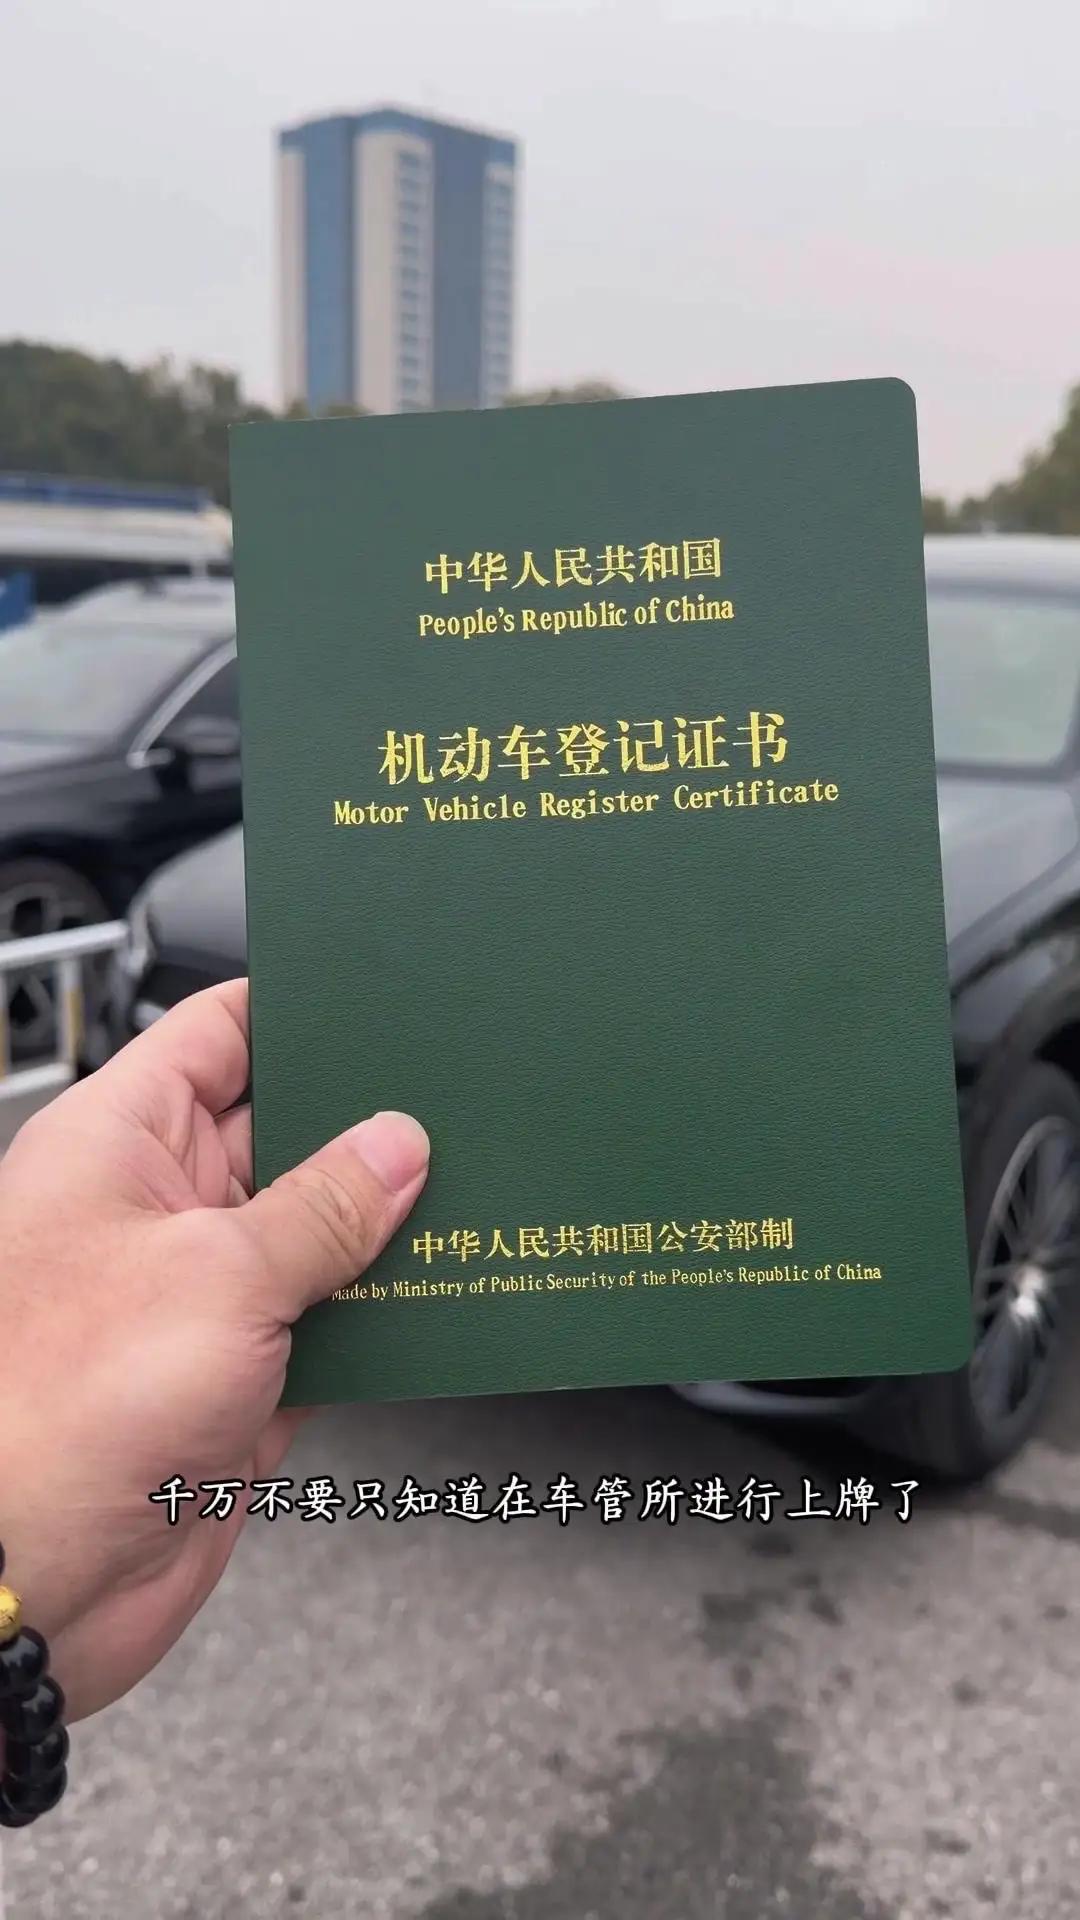 中华人民共和国
People's Republic of China
机动车登记证书
Motor Vehicle Register Certificate
中华人民共和国公安部制
Made by Ministry of Public Security of the People's Republic of China
千万不要只知道在车管所进行上牌了